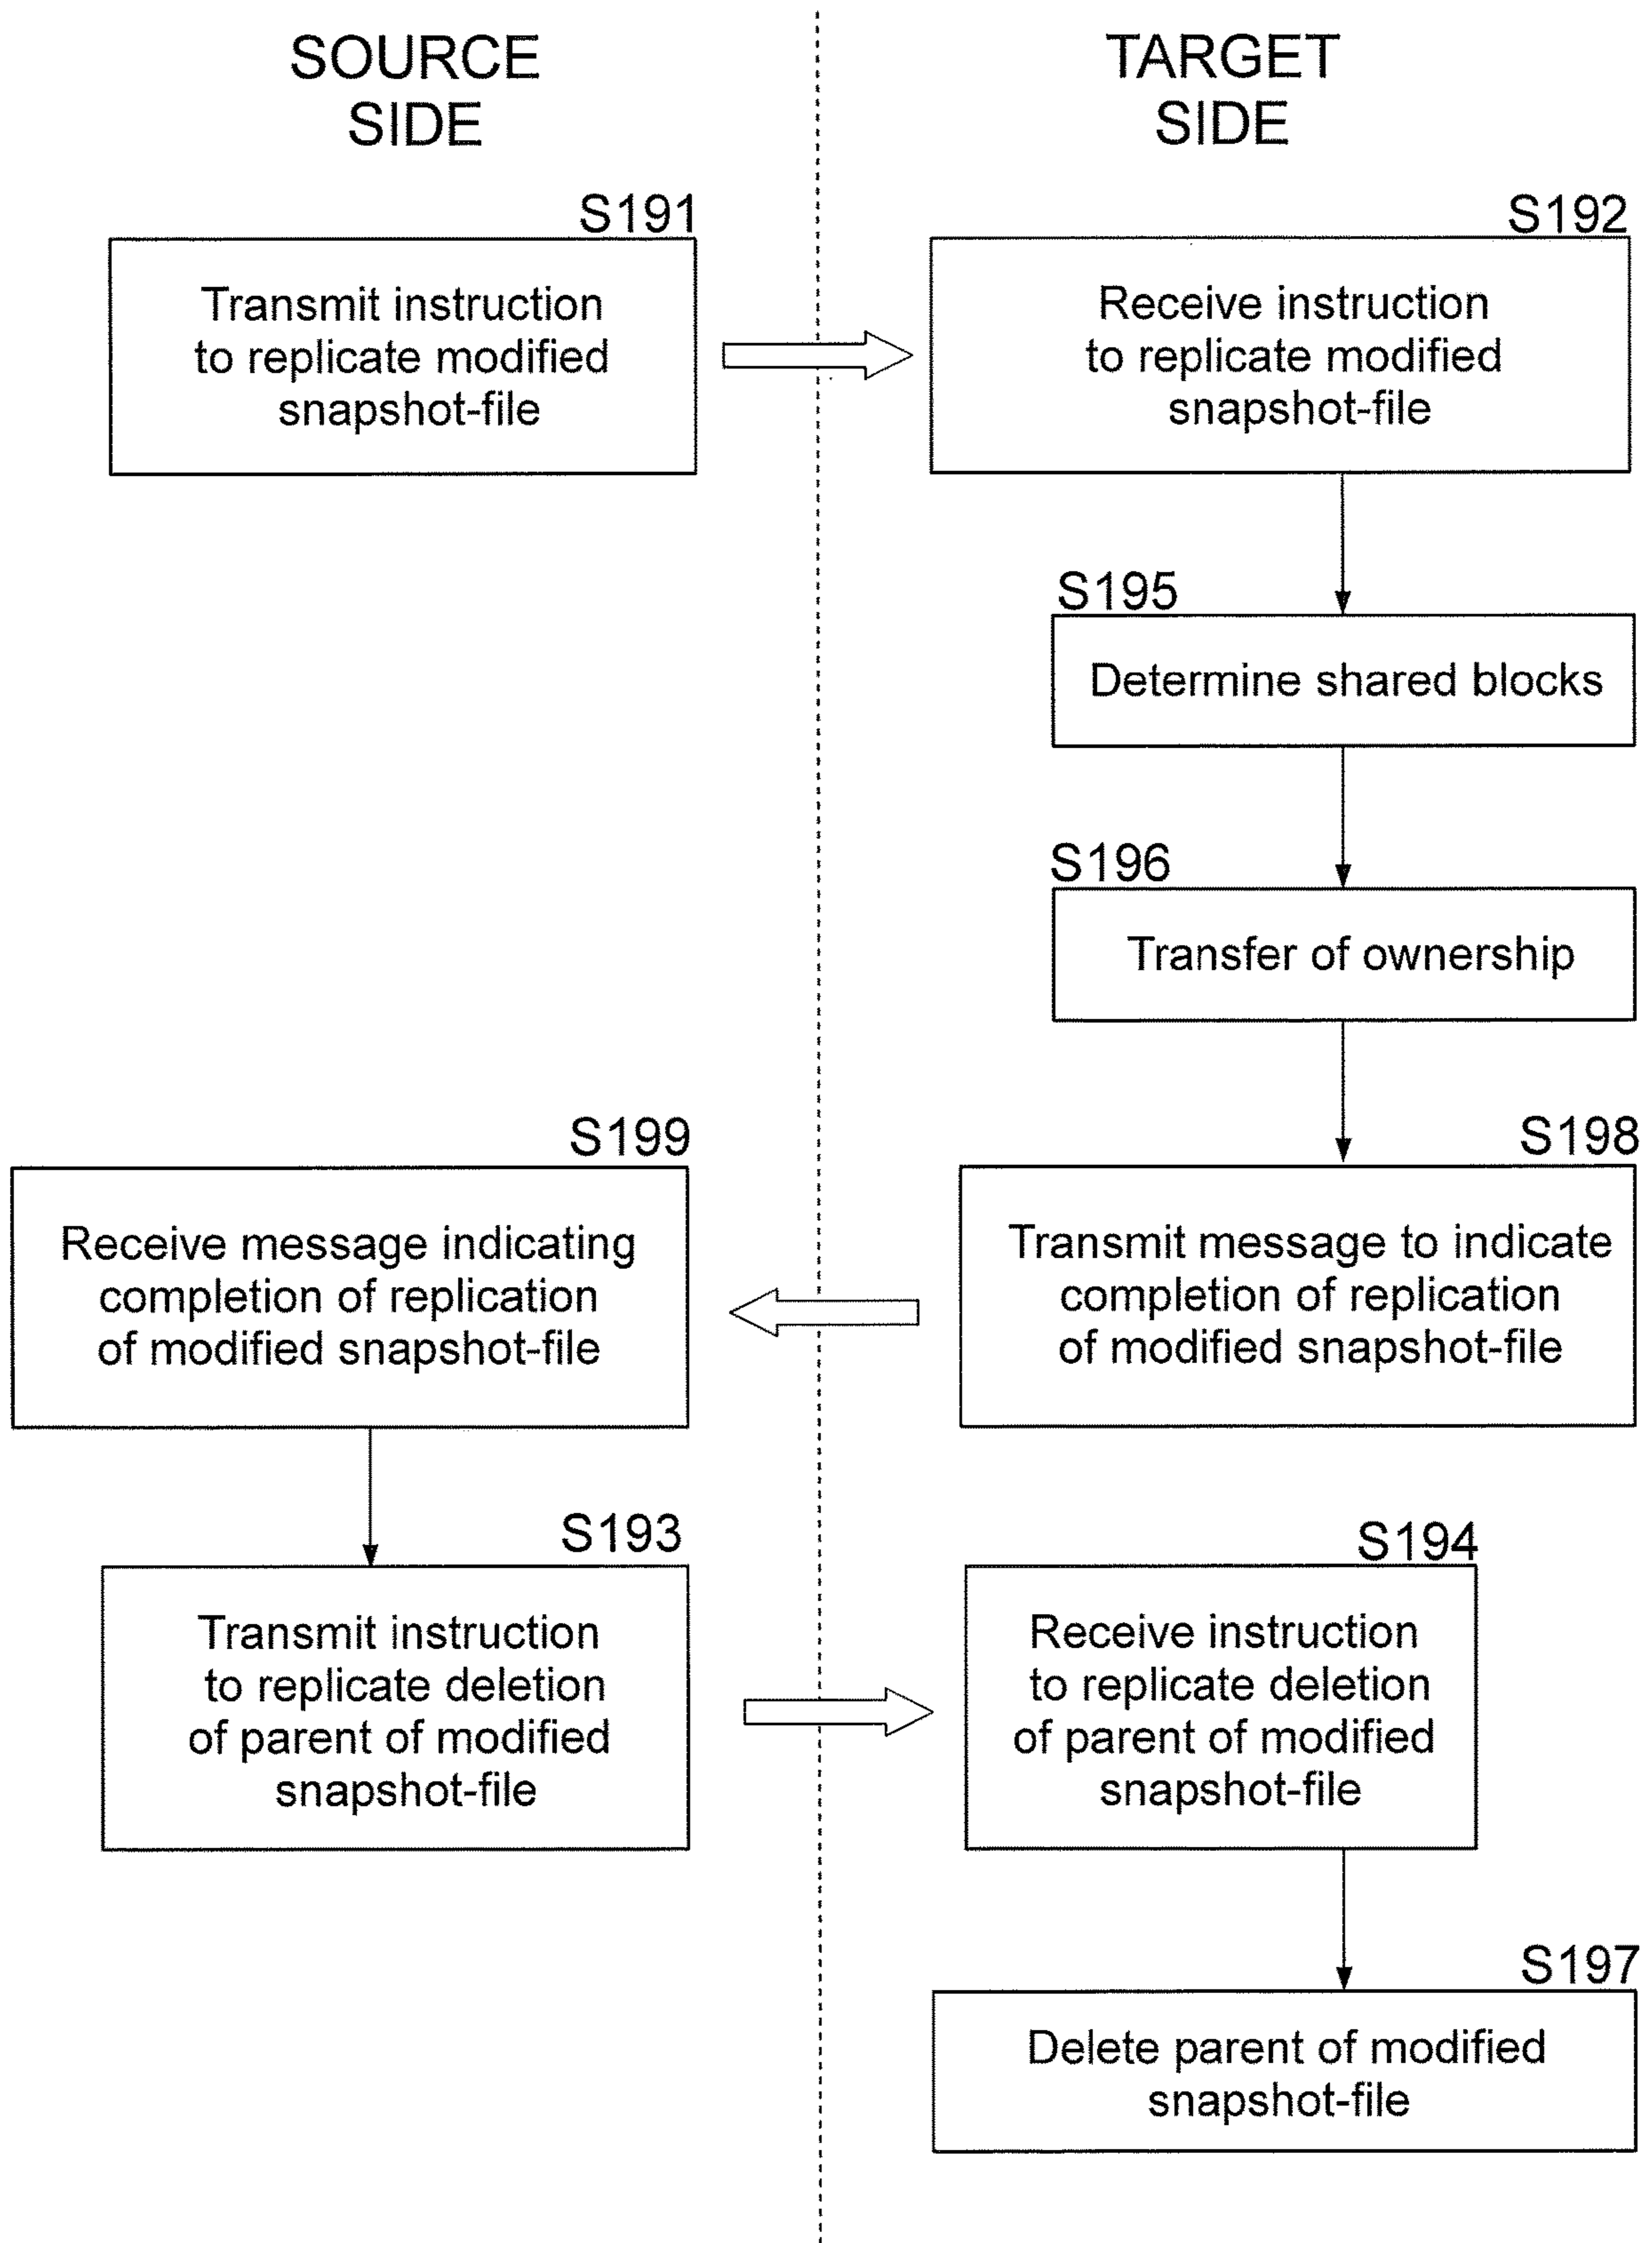 SOURCE
SIDE
TARGET
SIDE
S191
Transmit instruction
to replicate modified
snapshot-file
S192
Receive instruction
to replicate modified
snapshot-file
S195
Determine shared blocks
S196
Transfer of ownership
S198
Transmit message to indicate
completion of replication
of modified snapshot-file
S199
Receive message indicating
completion of replication
of modified snapshot-file
S193
Transmit instruction
to replicate deletion
of parent of modified
snapshot-file
S194
Receive instruction
to replicate deletion
of parent of modified
snapshot-file
S197
Delete parent of modified
snapshot-file